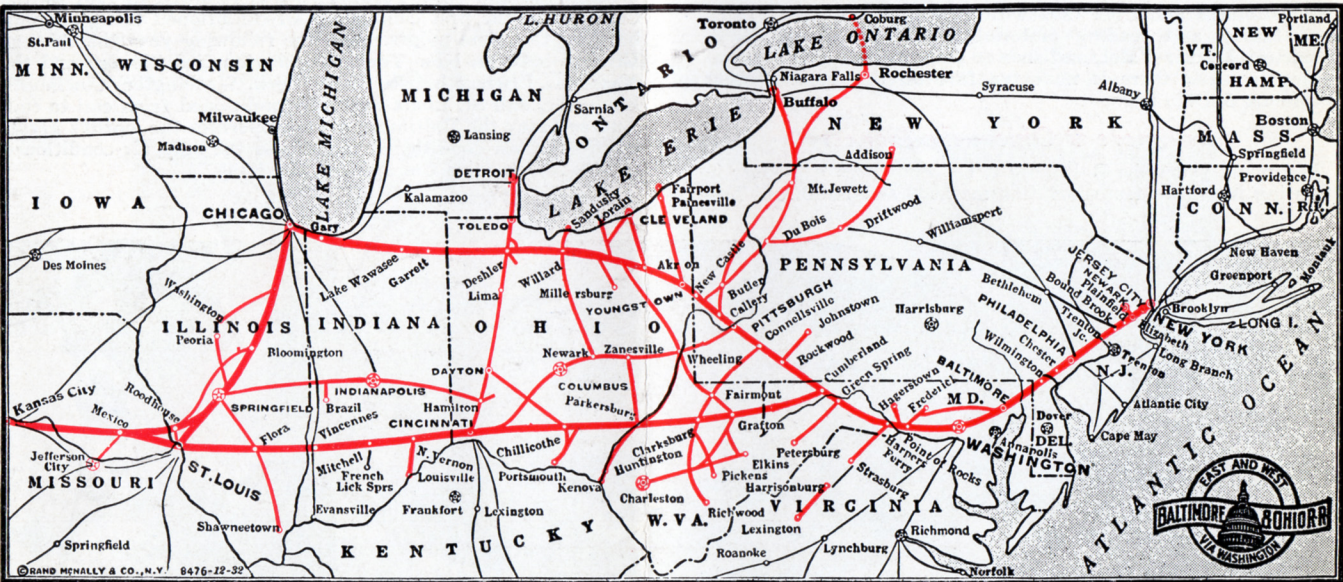 Minneapolis
St.Paul
MINN.
WISCONSIN
Milwaukee
Madison
LAKE MICHIGAN
MICHIGAN
Lansing
L. HURON
Sarnia
ONTARIO
Toronto
Coburg
LAKE ONTARIO
Niagara Falls
Rochester
Buffalo
Syracuse
Albany
NEW YORK
VT.
NEW
HAMP.
Concord
Portland
ME.
Boston
MASS.
Springfield
Providence
Hartford
CONN.
R.I.
New Haven
Greenport
Montauk
IOWA
Des Moines
CHICAGO
Gary
Kalamazoo
DETROIT
TOLEDO
LAKE ERIE
Sandusky
Lorain
CLEVELAND
Fairport
Painesville
Addison
Mt.Jewett
Du Bois
Driftwood
Williamsport
PENNSYLVANIA
Lake Wawasee
Garrett
Deshler
Lima
Willard
Millersburg
Akron
YOUNGSTOWN
New Castle
Butler
Callery
PITTSBURGH
Connellsville
Johnstown
Rockwood
Harrisburg
Bethlehem
PHILADELPHIA
Chester
Wilmington
JERSEY CITY
NEWARK
Plainfield
Bound Brook
Trenton Jc.
Trenton
N.J.
Elizabeth
NEW YORK
Brooklyn
LONG I.
Long Branch
Atlantic City
Cape May
Washington
ILLINOIS
Peoria
INDIANA
OHIO
Bloomington
Newark
Zanesville
Wheeling
DAYTON
COLUMBUS
Parkersburg
Fairmont
Grafton
Cumberland
Green Spring
Hagerstown
Frederick
BALTIMORE
MD.
Dover
DEL.
Annapolis
WASHINGTON
Kansas City
Mexico
Roodhouse
SPRINGFIELD
INDIANAPOLIS
Brazil
Hamilton
CINCINNATI
Chillicothe
Clarksburg
Huntington
Petersburg
Harpers Ferry
Point of Rocks
Jefferson City
MISSOURI
ST. LOUIS
Flora
Vincennes
Mitchell
French Lick Sprs
N. Vernon
Louisville
Portsmouth
Kenova
Charleston
Elkins
Pickens
Richwood
Harrisonburg
Strasburg
Lexington
VIRGINIA
Shawneetown
Evansville
Frankfort
Lexington
KENTUCKY
W. VA.
Roanoke
Lynchburg
Richmond
Norfolk
Springfield
ATLANTIC OCEAN
EAST AND WEST
BALTIMORE & OHIO R R
VIA WASHINGTON
© RAND MCNALLY & CO., N.Y. 8476-12-32